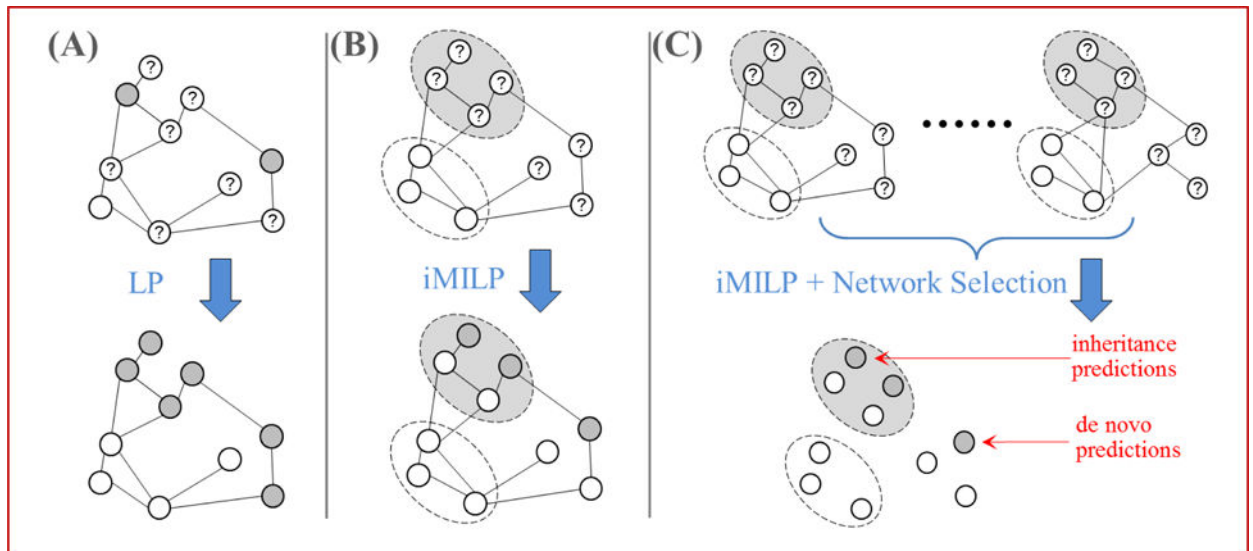 (A)
(B)
(C)
? ? ? ? ? ? ?
? ? ? ? ? ? ?
? ? ? ? ? ? ?
......
? ? ? ? ? ? ? ?
LP
iMILP
iMILP + Network Selection
inheritance
predictions
de novo
predictions